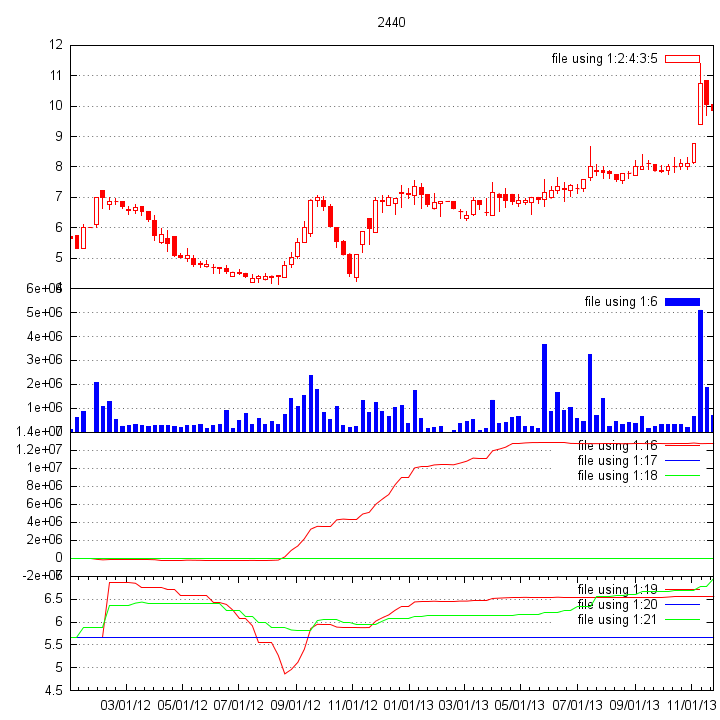 2440
12
file using 1:2:4:3:5
11
10
9
8
7
6
5
4
6e+06
file using 1:6
5e+06
4e+06
3e+06
2e+06
1e+06
0
1.4e+07
file using 1:16
1.2e+07
file using 1:17
1e+07
file using 1:18
8e+06
6e+06
4e+06
2e+06
0
-2e+06
7
file using 1:19
6.5
file using 1:20
6
file using 1:21
5.5
5
4.5
03/01/12 05/01/12 07/01/12 09/01/12 11/01/12 01/01/13 03/01/13 05/01/13 07/01/13 09/01/13 11/01/13